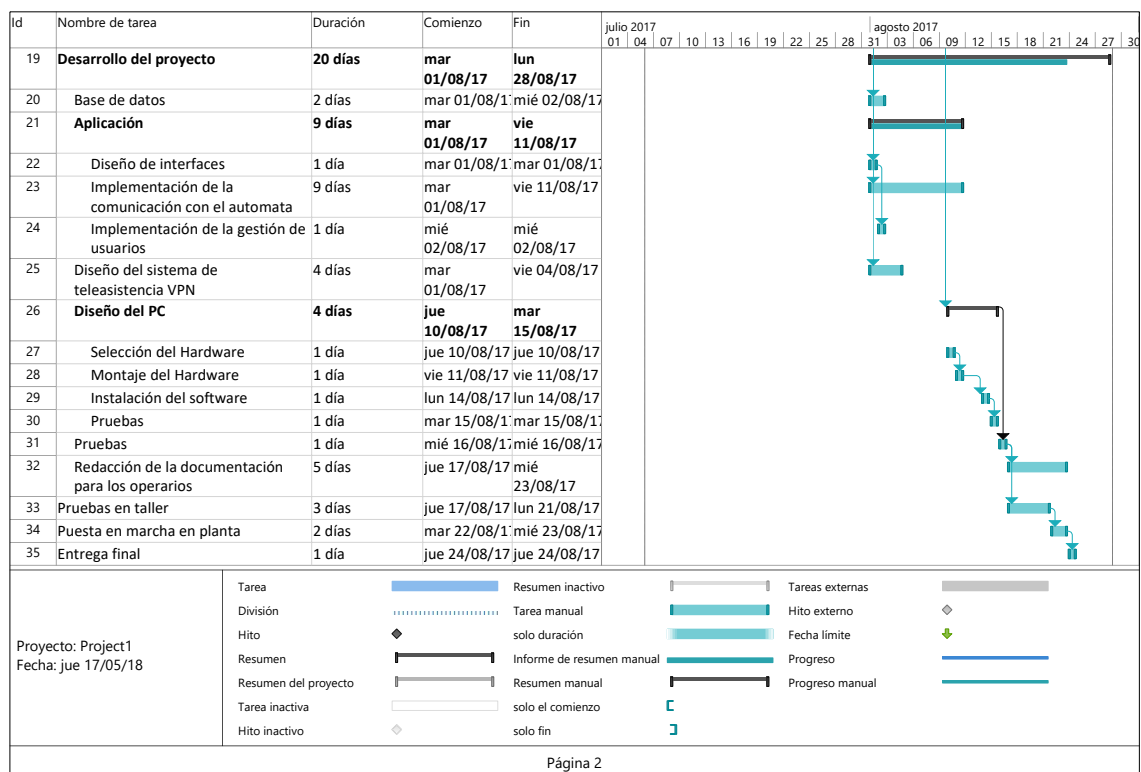 Id Nombre de tarea Duración Comienzo Fin julio 2017 agosto 2017
01 04 07 10 13 16 19 22 25 28 31 03 06 09 12 15 18 21 24 27 30
19 Desarrollo del proyecto 20 días mar lun
01/08/17 28/08/17
20 Base de datos 2 días mar 01/08/1 mié 02/08/17
21 Aplicación 9 días mar vie
01/08/17 11/08/17
22 Diseño de interfaces 1 día mar 01/08/1 mar 01/08/1
23 Implementación de la 9 días mar vie 11/08/17
comunicación con el automata 01/08/17
24 Implementación de la gestión de 1 día mié mié
usuarios 02/08/17 02/08/17
25 Diseño del sistema de 4 días mar vie 04/08/17
teleasistencia VPN 01/08/17
26 Diseño del PC 4 días jue mar
10/08/17 15/08/17
27 Selección del Hardware 1 día jue 10/08/17 jue 10/08/17
28 Montaje del Hardware 1 día vie 11/08/17 vie 11/08/17
29 Instalación del software 1 día lun 14/08/17 lun 14/08/17
30 Pruebas 1 día mar 15/08/1 mar 15/08/1
31 Pruebas 1 día mié 16/08/1 mié 16/08/17
32 Redacción de la documentación 5 días jue 17/08/17 mié
para los operarios 23/08/17
33 Pruebas en taller 3 días jue 17/08/17 lun 21/08/17
34 Puesta en marcha en planta 2 días mar 22/08/1 mié 23/08/17
35 Entrega final 1 día jue 24/08/17 jue 24/08/17
Proyecto: Project1
Fecha: jue 17/05/18
Tarea
División
Hito
Resumen
Resumen del proyecto
Tarea inactiva
Hito inactivo
Resumen inactivo
Tarea manual
solo duración
Informe de resumen manual
Resumen manual
solo el comienzo
solo fin
Tareas externas
Hito externo
Fecha límite
Progreso
Progreso manual
Página 2